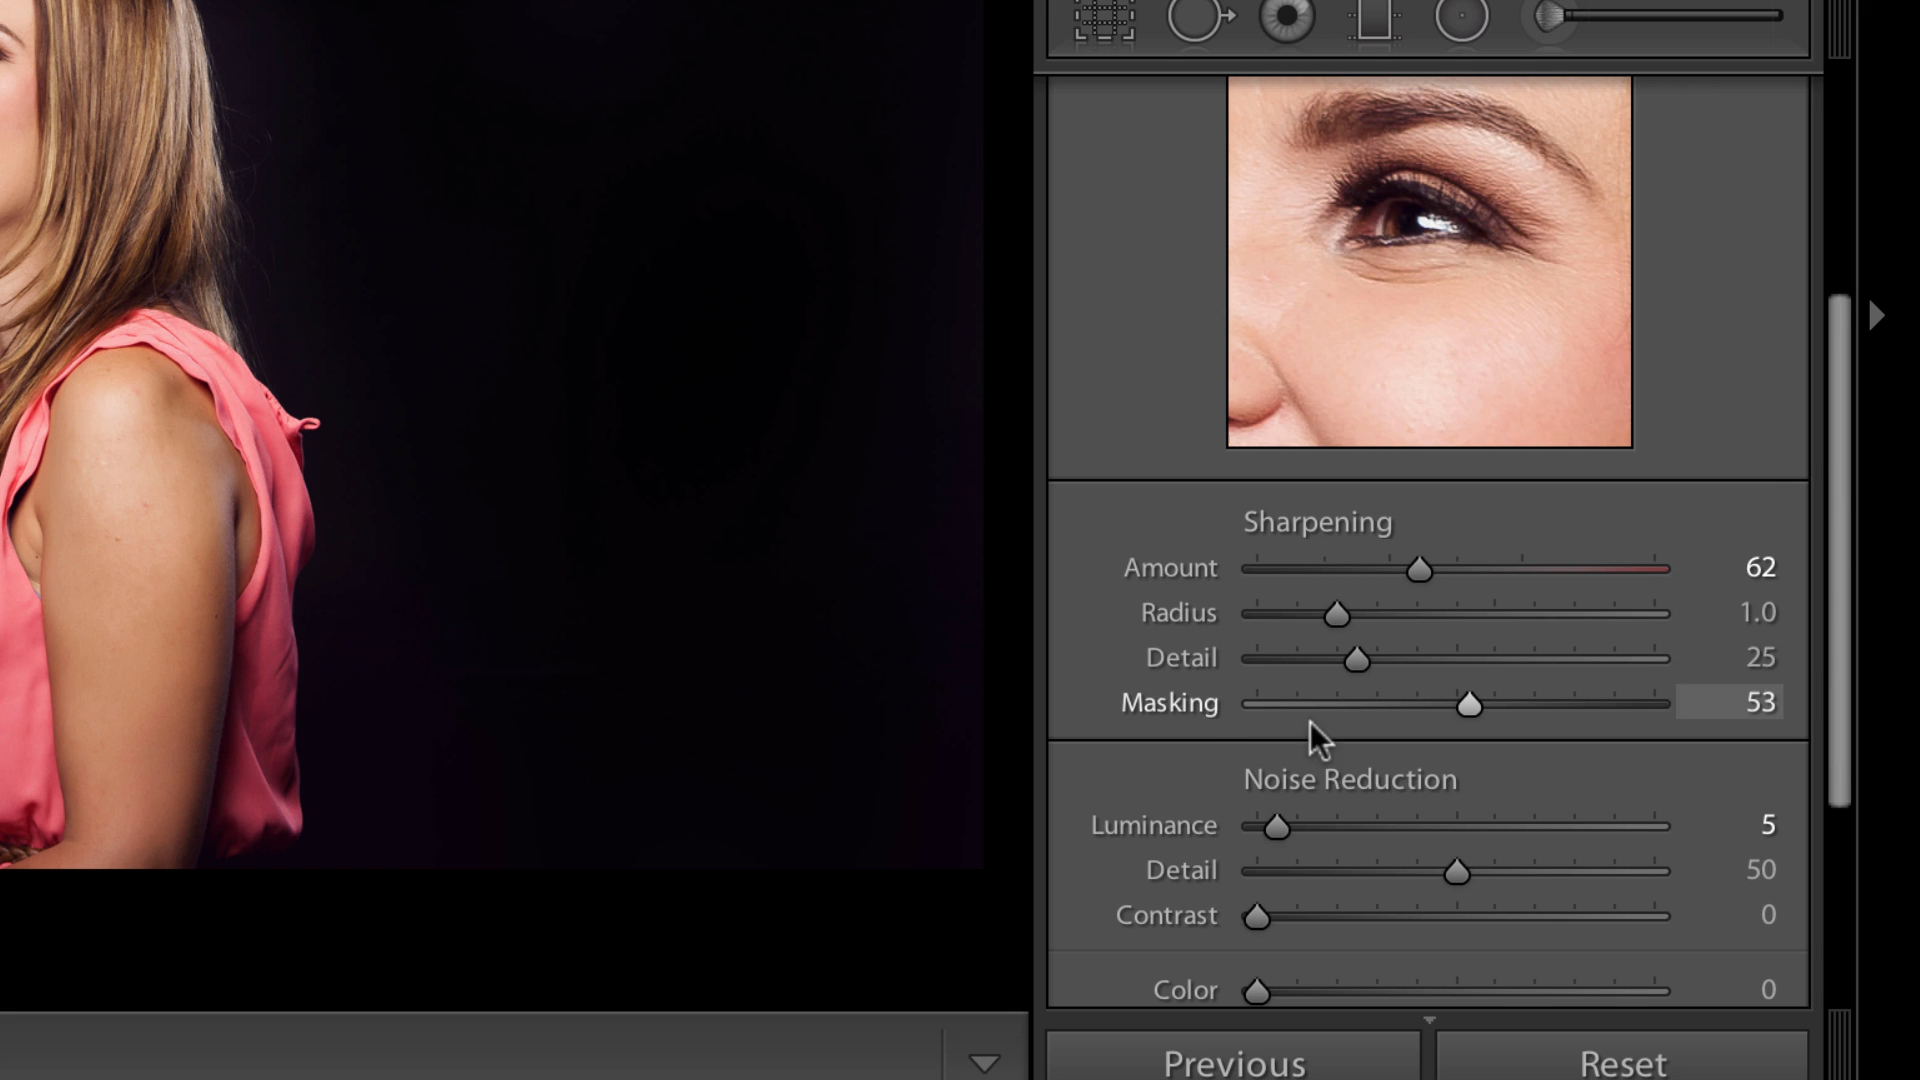 Sharpening
Amount 62
Radius 1.0
Detail 25
Masking 53
Noise Reduction
Luminance 5
Detail 50
Contrast 0
Color 0
Previous Reset